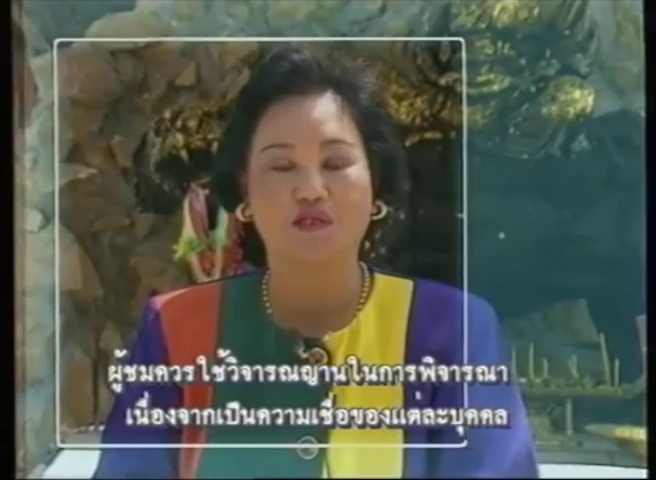 ผู้ชมควรใช้วิจารณญานในการพิจารณา
เนื่องจากเป็นความเชื่อของแต่ละบุคคล